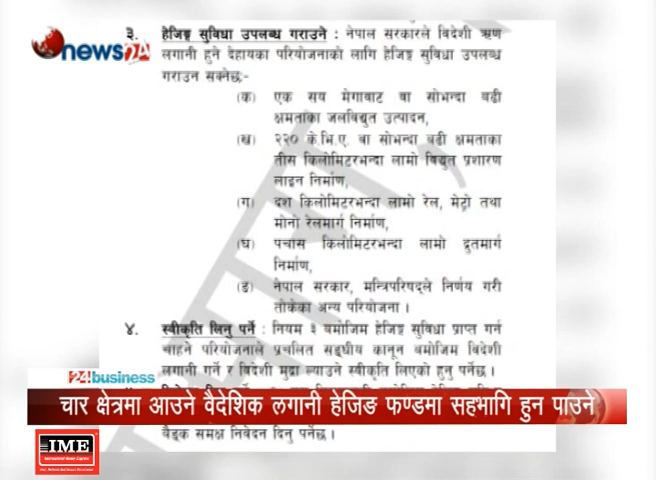 news24
३. हेजिङ्ग सुविधा उपलब्ध गराउने : नेपाल सरकारले विदेशी ऋण
लगानी हुने देहायका परियोजनाको लागि हेजिङ्ग सुविधा उपलब्ध
गराउन सक्नेछ:-
(क) एक सय मेगावाट वा सोभन्दा बढी
क्षमताका जलविद्युत उत्पादन,
(ख) २२० के.भि.ए. वा सोभन्दा बढी क्षमताका
तीस किलोमिटरभन्दा लामो विद्युत प्रशारण
लाइन निर्माण,
(ग) दश किलोमिटरभन्दा लामो रेल, मेट्रो तथा
मोनो रेलमार्ग निर्माण,
(घ) पचास किलोमिटरभन्दा लामो द्रुतमार्ग
निर्माण,
(ङ) नेपाल सरकार, मन्त्रिपरिषद्ले निर्णय गरी
तोकेका अन्य परियोजना ।
४. स्वीकृति लिनु पर्ने : नियम ३ बमोजिम हेजिङ्ग सुविधा प्राप्त गर्न
चाहने परियोजनाले प्रचलित सङ्घीय कानून बमोजिम विदेशी
लगानी गर्ने र विदेशी मुद्रा ल्याउने स्वीकृति लिएको हुनु पर्नेछ ।
24business
चार क्षेत्रमा आउने वैदेशिक लगानी हेजिङ फण्डमा सहभागि हुन पाउने
बैङ्क समक्ष निवेदन दिनु पर्नेछ ।
IME